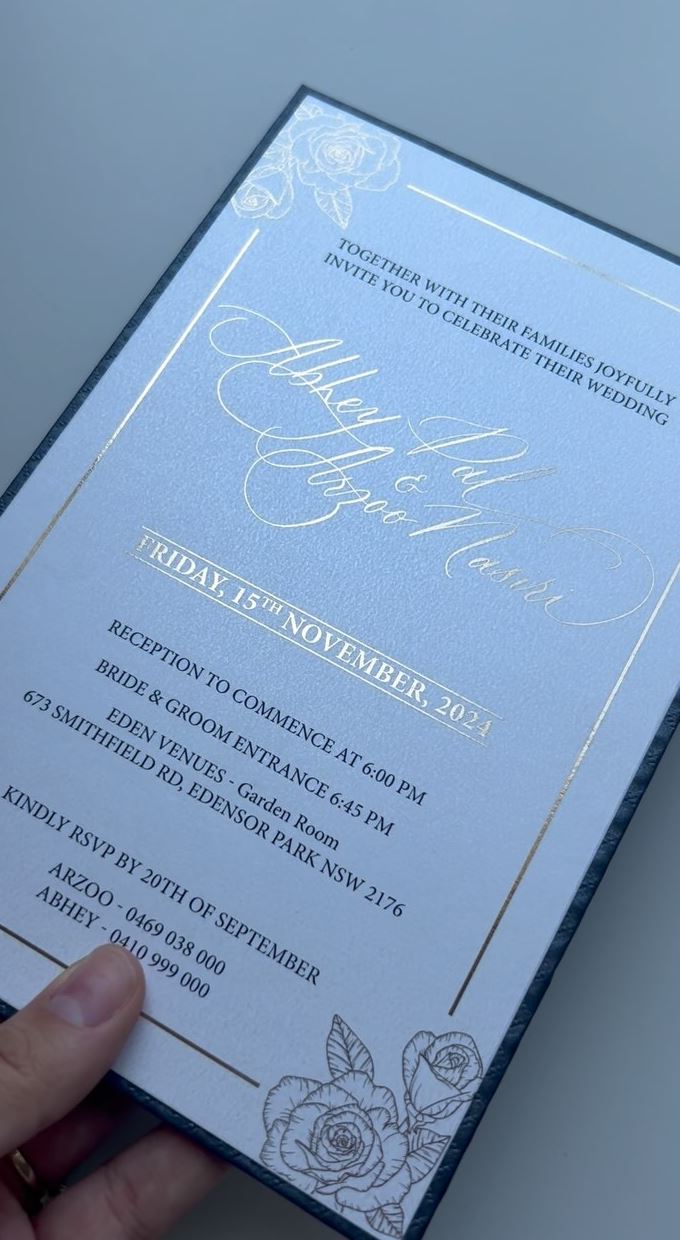 TOGETHER WITH THEIR FAMILIES JOYFULLY
INVITE YOU TO CELEBRATE THEIR WEDDING
Abhey Pal
&
Arzoo Nasiri
FRIDAY, 15TH NOVEMBER, 2024
RECEPTION TO COMMENCE AT 6:00 PM
BRIDE & GROOM ENTRANCE 6:45 PM
EDEN VENUES - Garden Room
673 SMITHFIELD RD, EDENSOR PARK NSW 2176
KINDLY RSVP BY 20TH OF SEPTEMBER
ARZOO - 0469 038 000
ABHEY - 0410 999 000